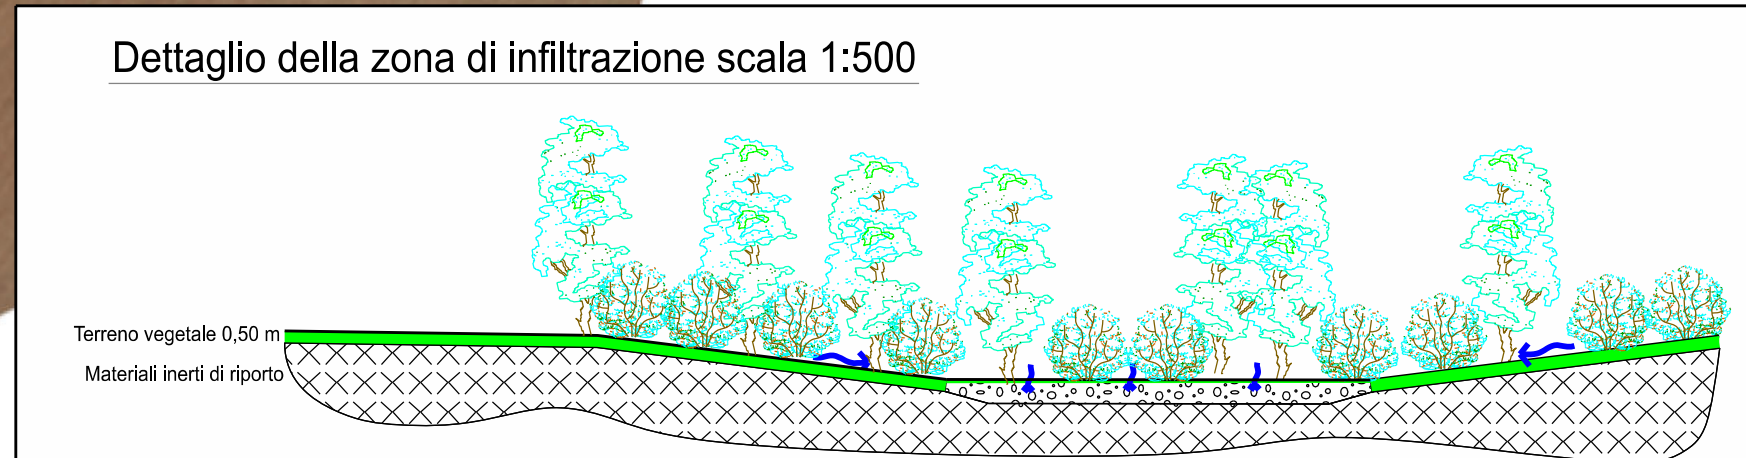 Dettaglio della zona di infiltrazione scala 1:500
Terreno vegetale 0,50 m
Materiali inerti di riporto